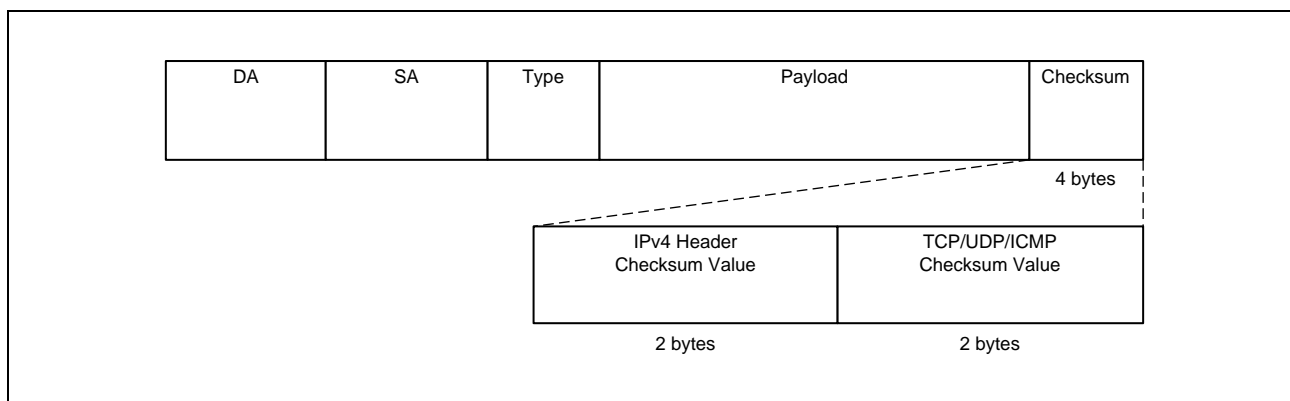 DA
SA
Type
Payload
Checksum
4 bytes
IPv4 Header
Checksum Value
TCP/UDP/ICMP
Checksum Value
2 bytes
2 bytes